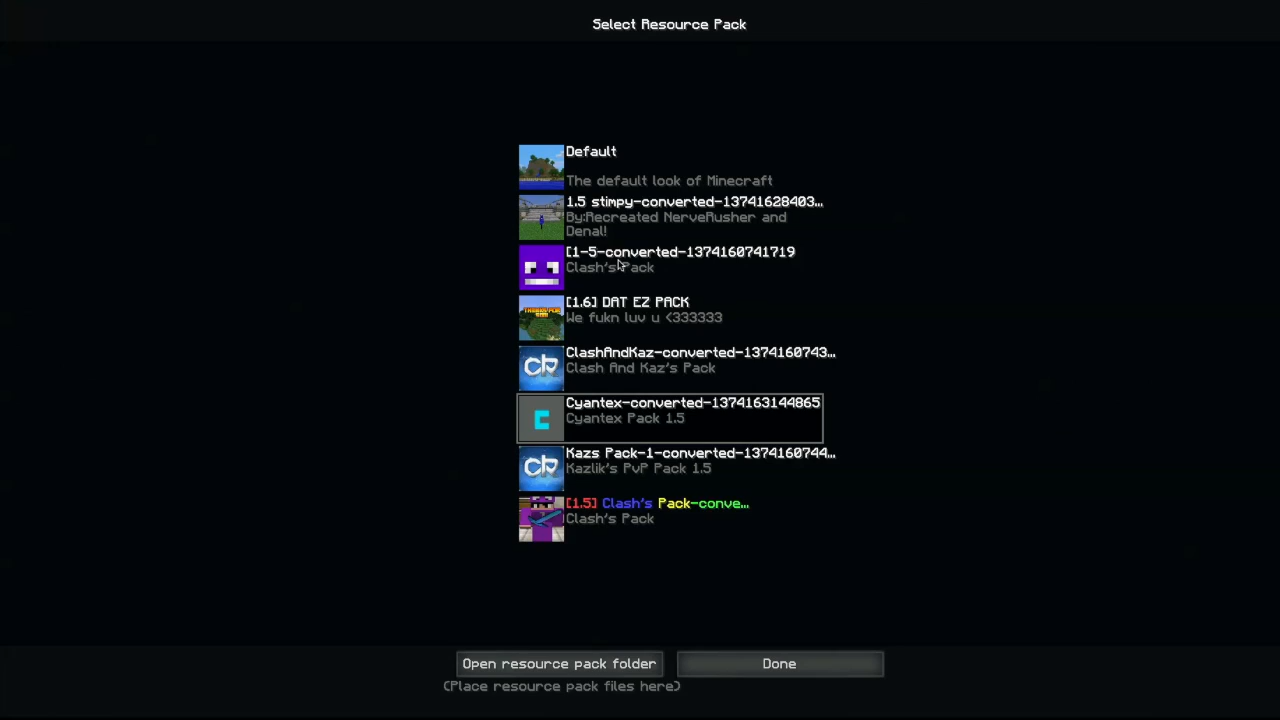 Select Resource Pack
Default
The default look of Minecraft
1.5 stimpy-converted-13741628403...
By:Recreated NerveRusher and
Denal!
[1-5-converted-1374160741719
Clash's Pack
[1.6] DAT EZ PACK
We fukn luv u <333333
ClashAndKaz-converted-1374160743...
Clash And Kaz's Pack
Cyantex-converted-1374163144865
Cyantex Pack 1.5
Kazs Pack-1-converted-1374160744...
Kazlik's PvP Pack 1.5
[1.5] Clash's Pack-conve...
Clash's Pack
Open resource pack folder
Done
(Place resource pack files here)